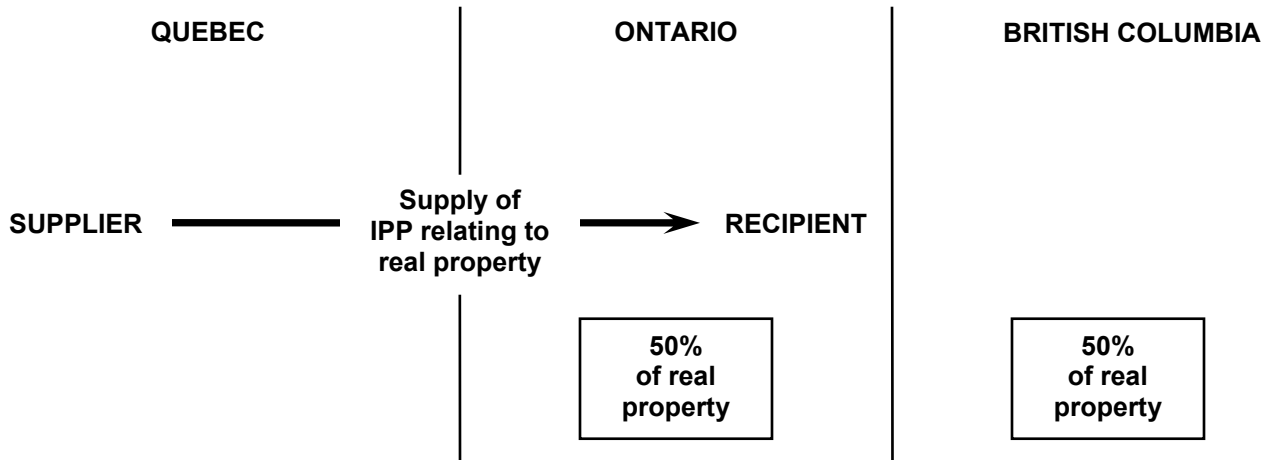 QUEBEC
ONTARIO
BRITISH COLUMBIA
SUPPLIER
Supply of
IPP relating to
real property
RECIPIENT
50%
of real
property
50%
of real
property